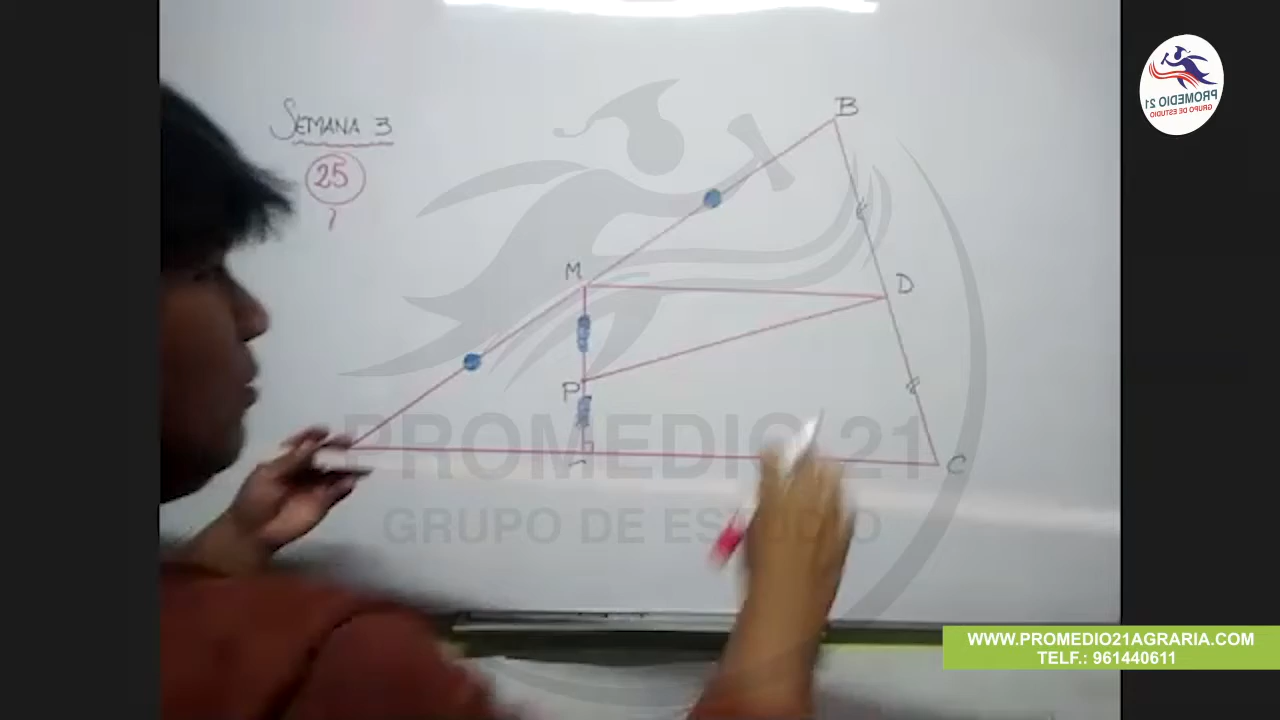 SEMANA 3
25
B
M
D
P
C
PROMEDIO 21
GRUPO DE ESTUDIO
PROMEDIO 21
GRUPO DE ESTUDIO
WWW.PROMEDIO21AGRARIA.COM
TELF.: 961440611